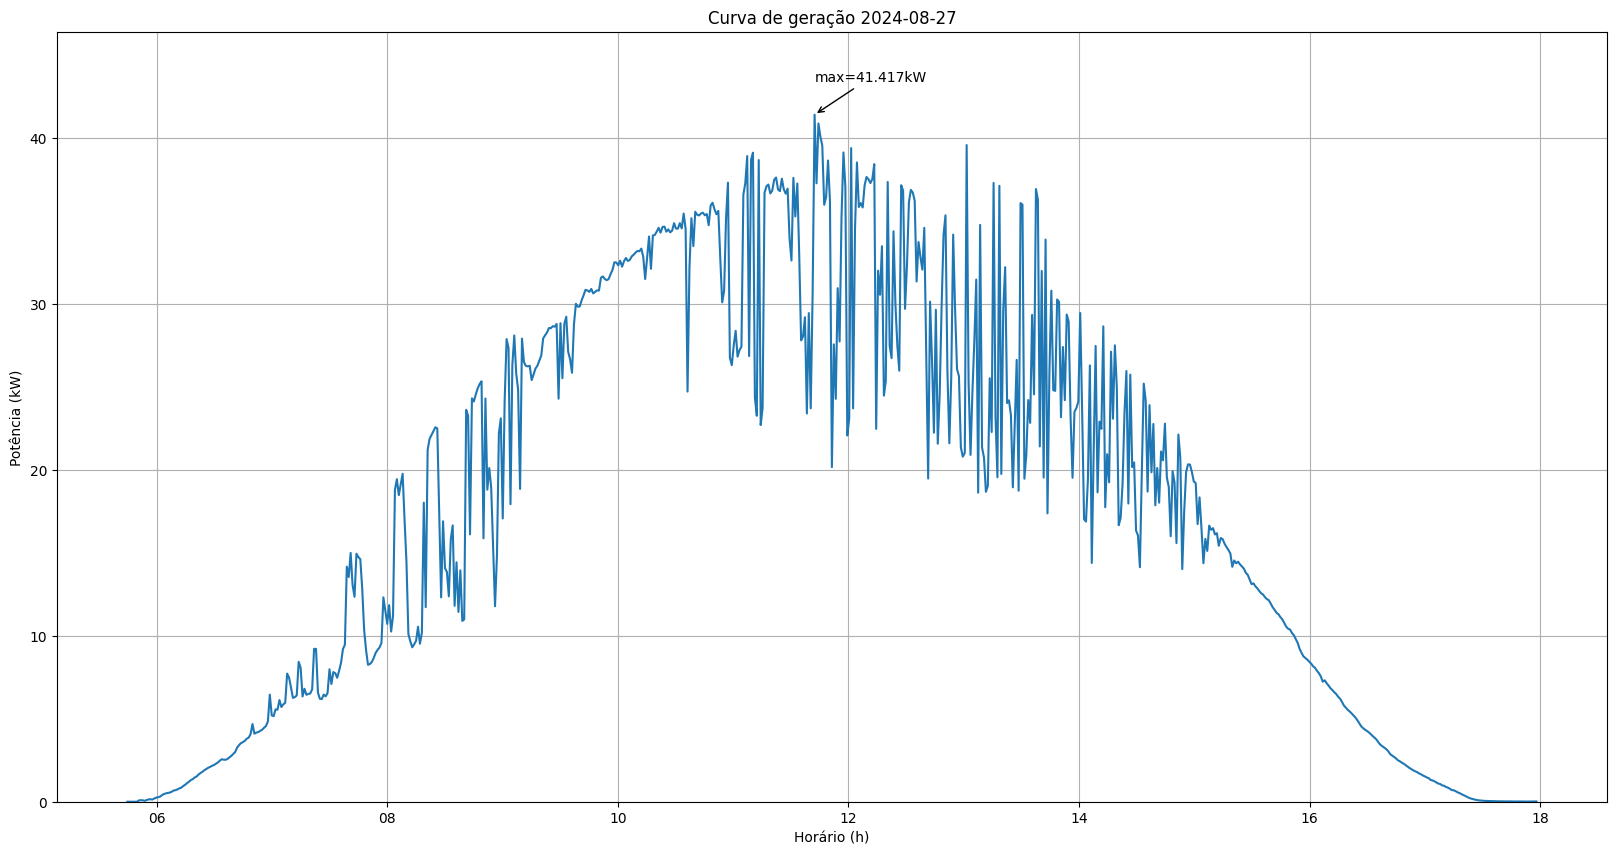 Curva de geração 2024-08-27
max=41.417kW
40
30
20
10
0
Potência (kW)
06 08 10 12 14 16 18
Horário (h)